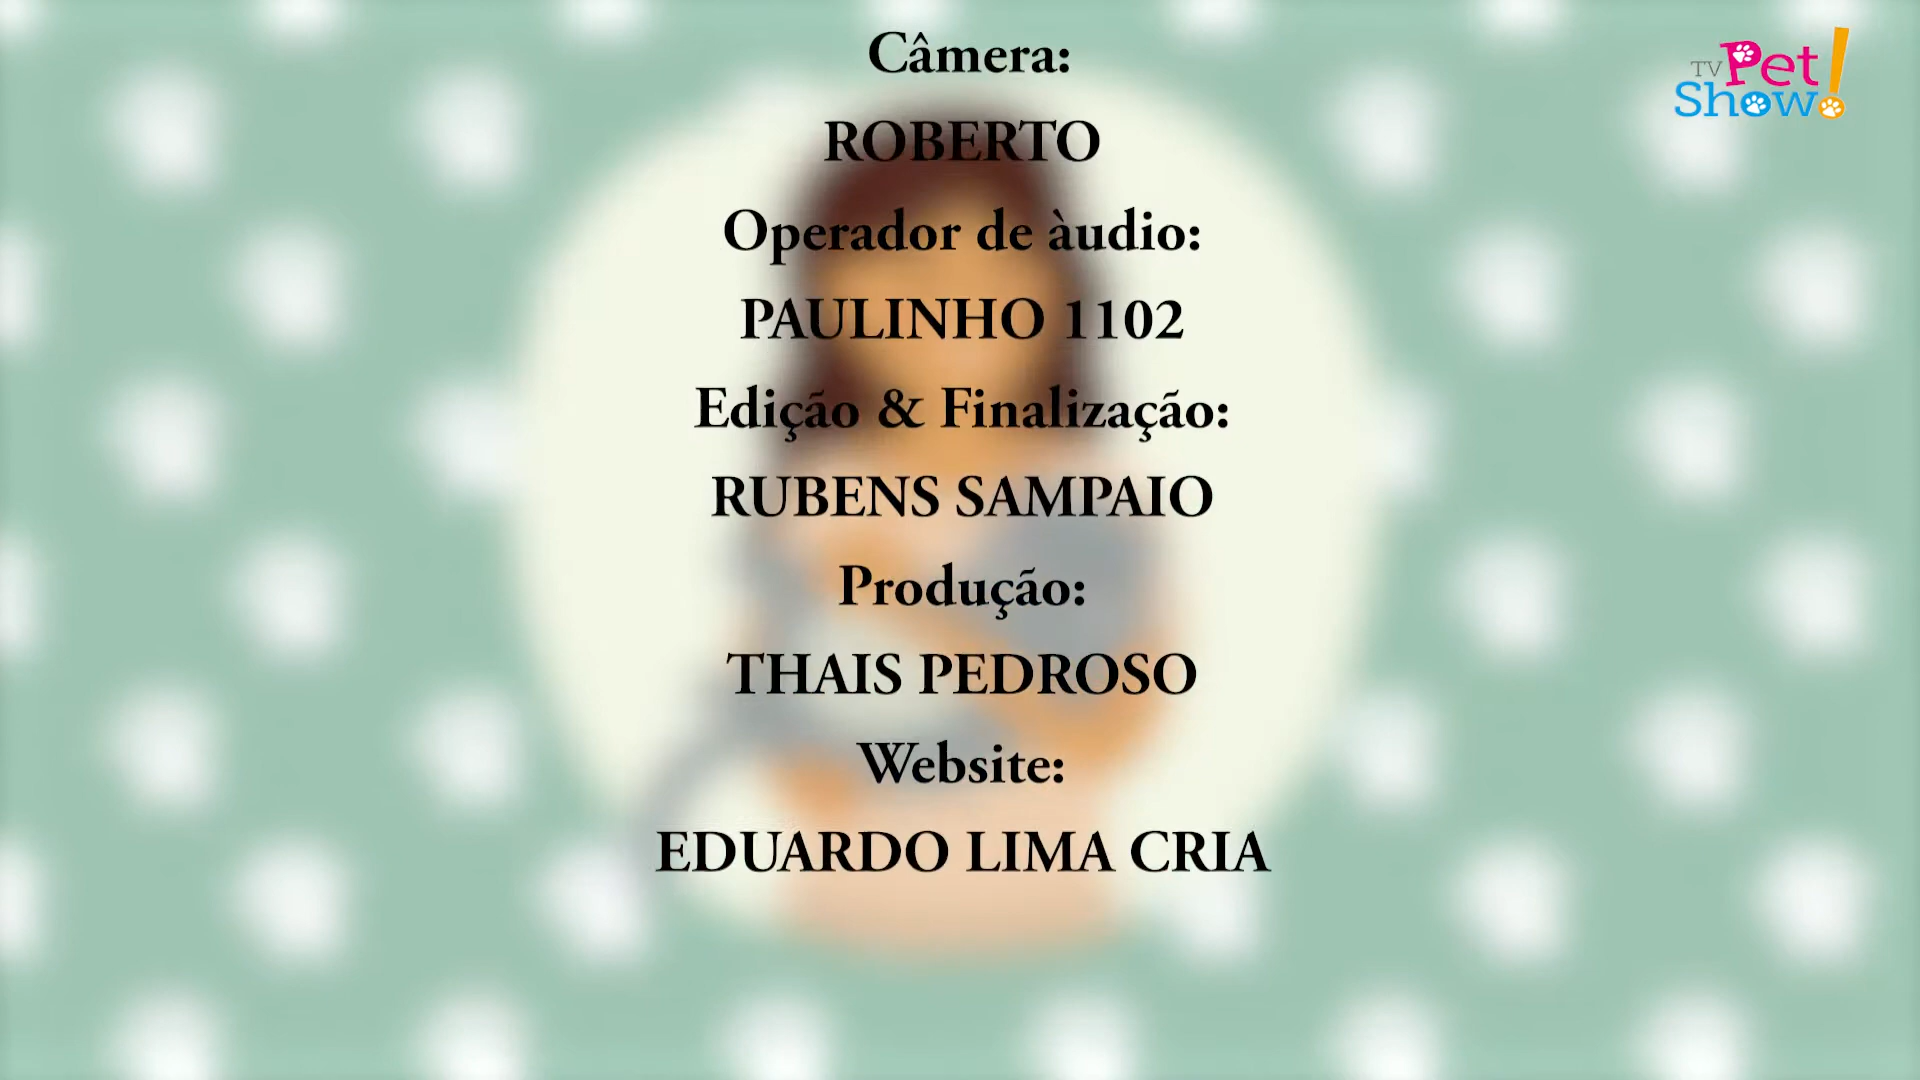 Câmera:
TV Pet
Show!
ROBERTO
Operador de àudio:
PAULINHO 1102
Edição & Finalização:
RUBENS SAMPAIO
Produção:
THAIS PEDROSO
Website:
EDUARDO LIMA CRIA